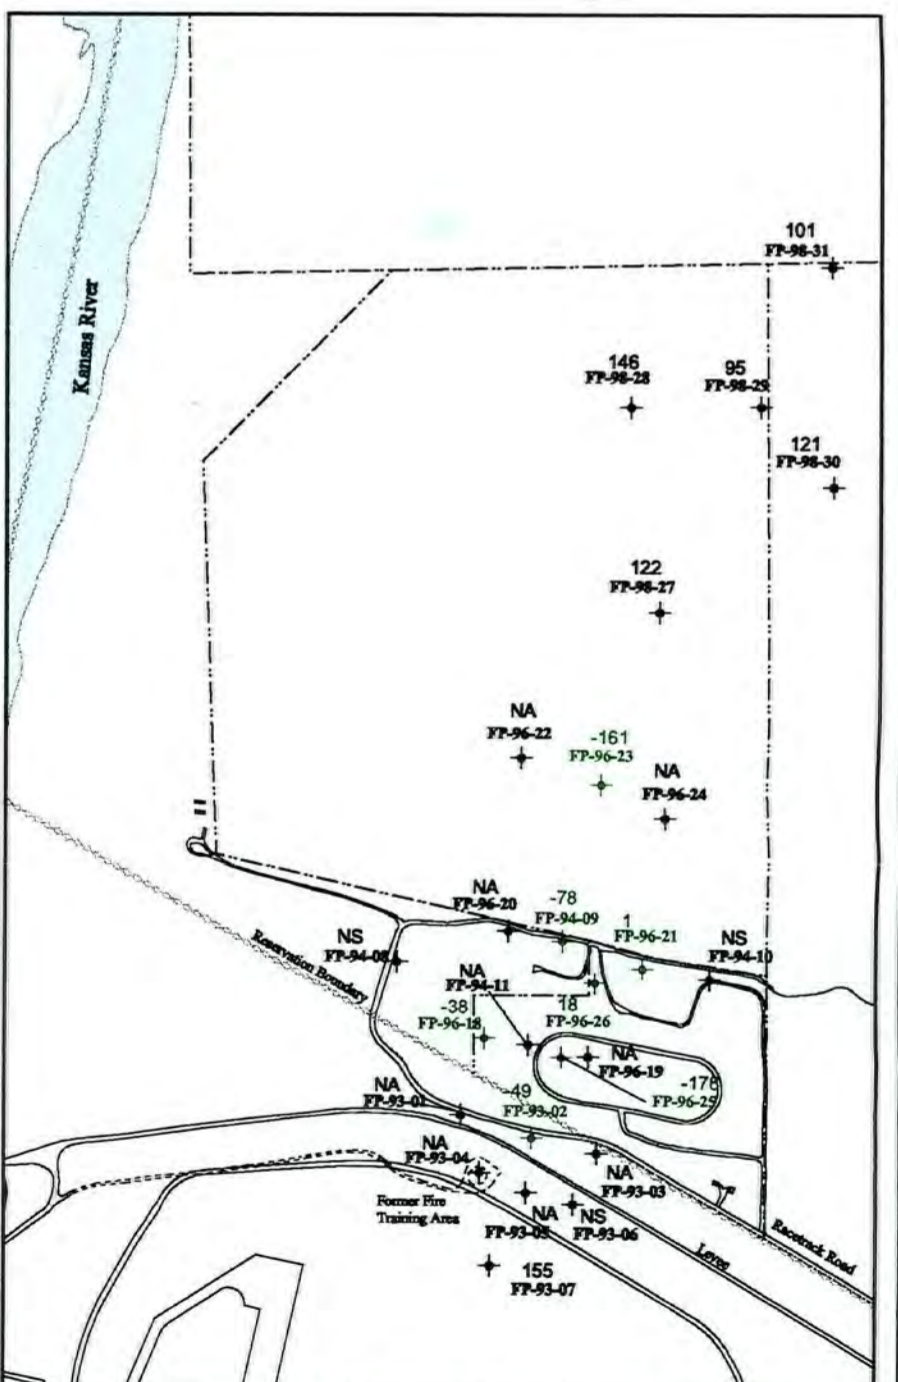 101
FP-98-31
Kansas River
146
FP-98-28
95
FP-98-29
121
FP-98-30
122
FP-98-27
NA
FP-96-22
-161
FP-96-23
NA
FP-96-24
NA
FP-96-20
-78
FP-94-09
1
FP-96-21
NS
FP-94-08
NS
FP-94-10
Reservation Boundary
NA
FP-94-11
-38
FP-96-18
18
FP-96-26
NA
FP-96-19
-178
FP-96-25
NA
FP-93-01
-49
FP-93-02
NA
FP-93-04
NA
FP-93-03
Former Fire
Training Area
NA
FP-93-05
NS
FP-93-06
Levee
Racetrack Road
155
FP-93-07